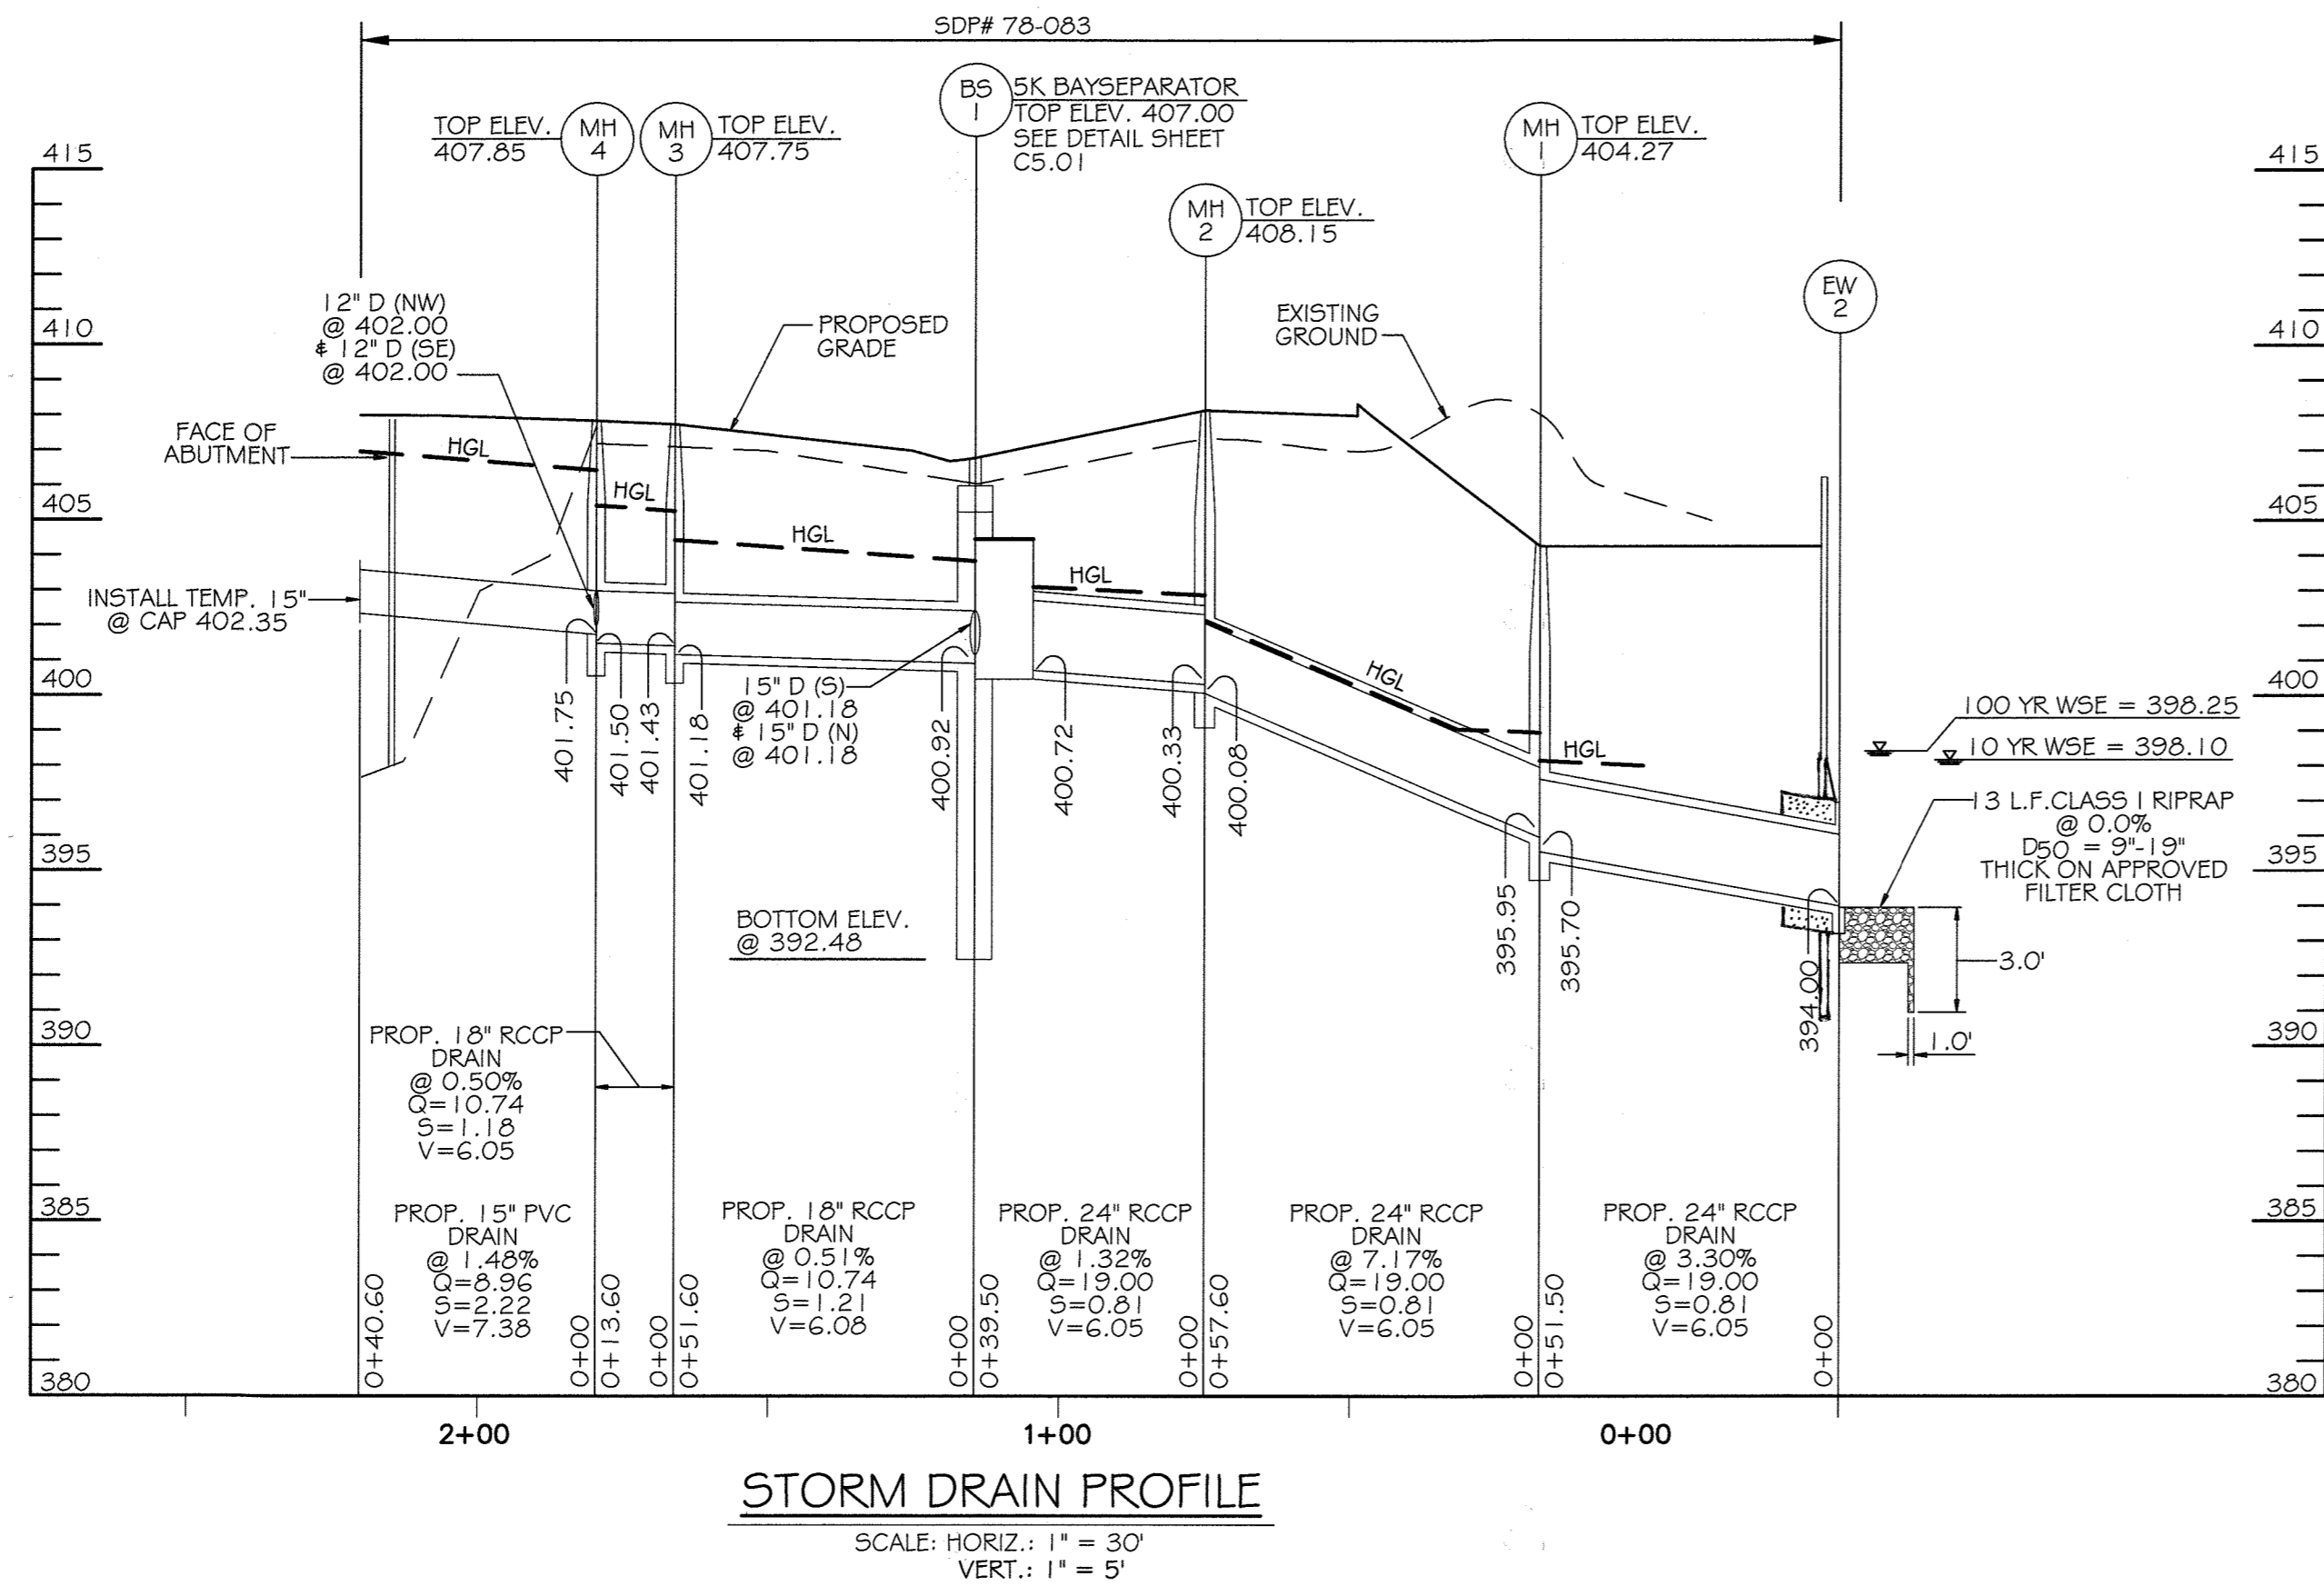 SDP# 78-083
TOP ELEV.
407.85
MH
4
MH
3
TOP ELEV.
407.75
BS
1
5K BAYSEPARATOR
TOP ELEV. 407.00
SEE DETAIL SHEET
C5.01
MH
2
TOP ELEV.
408.15
MH
1
TOP ELEV.
404.27
EW
2
415
410
405
400
395
390
385
380
415
410
405
400
395
390
385
380
12" D (NW)
@ 402.00
& 12" D (SE)
@ 402.00
PROPOSED
GRADE
EXISTING
GROUND
FACE OF
ABUTMENT
HGL
HGL
HGL
HGL
HGL
HGL
INSTALL TEMP. 15"
@ CAP 402.35
401.75
401.50
401.43
401.18
15" D (S)
@ 401.18
& 15" D (N)
@ 401.18
400.92
400.72
400.33
400.08
395.95
395.70
394.00
100 YR WSE = 398.25
10 YR WSE = 398.10
13 L.F.CLASS I RIPRAP
@ 0.0%
D50 = 9"-19"
THICK ON APPROVED
FILTER CLOTH
3.0'
1.0'
BOTTOM ELEV.
@ 392.48
PROP. 18" RCCP
DRAIN
@ 0.50%
Q=10.74
S=1.18
V=6.05
PROP. 15" PVC
DRAIN
@ 1.48%
Q=8.96
S=2.22
V=7.38
PROP. 18" RCCP
DRAIN
@ 0.51%
Q=10.74
S=1.21
V=6.08
PROP. 24" RCCP
DRAIN
@ 1.32%
Q=19.00
S=0.81
V=6.05
PROP. 24" RCCP
DRAIN
@ 7.17%
Q=19.00
S=0.81
V=6.05
PROP. 24" RCCP
DRAIN
@ 3.30%
Q=19.00
S=0.81
V=6.05
0+40.60
0+00
0+13.60
0+00
0+51.60
0+00
0+39.50
0+00
0+57.60
0+00
0+51.50
0+00
2+00
1+00
0+00
STORM DRAIN PROFILE
SCALE: HORIZ.: 1" = 30'
VERT.: 1" = 5'